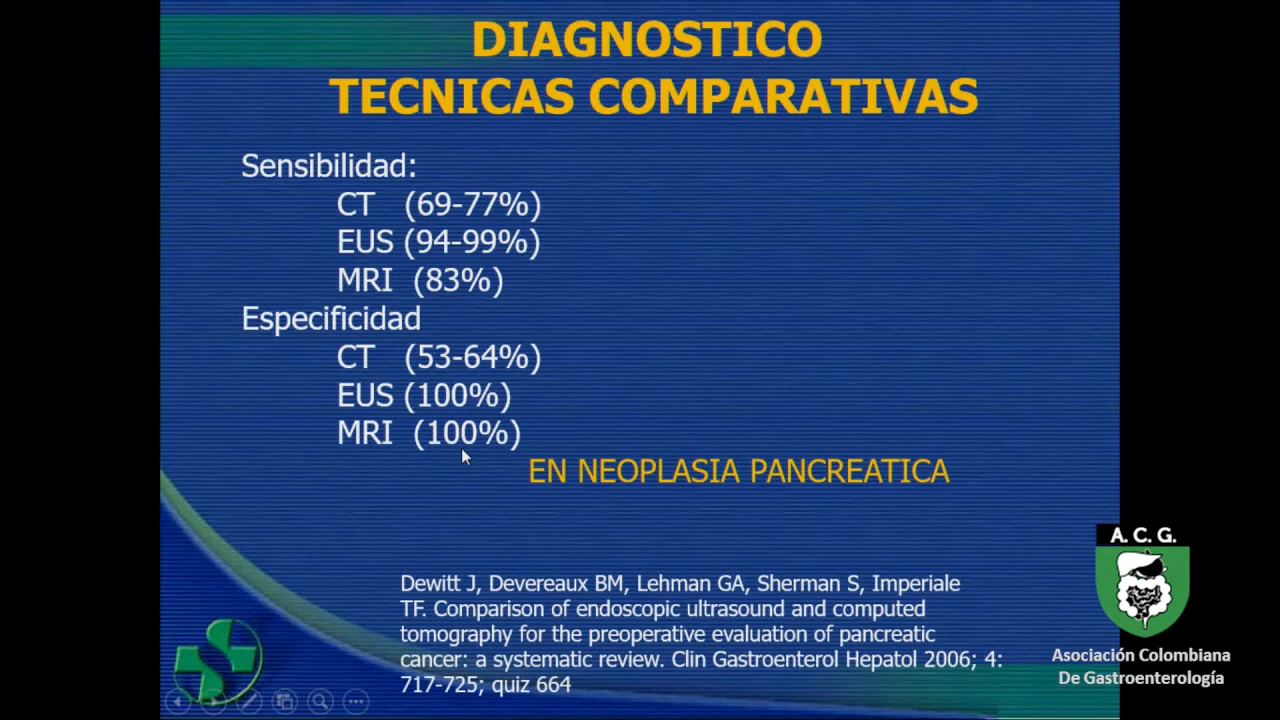 DIAGNOSTICO
TECNICAS COMPARATIVAS
Sensibilidad:
CT (69-77%)
EUS (94-99%)
MRI (83%)
Especificidad
CT (53-64%)
EUS (100%)
MRI (100%)
EN NEOPLASIA PANCREATICA
Dewitt J, Devereaux BM, Lehman GA, Sherman S, Imperiale
TF. Comparison of endoscopic ultrasound and computed
tomography for the preoperative evaluation of pancreatic
cancer: a systematic review. Clin Gastroenterol Hepatol 2006; 4:
717-725; quiz 664
A. C. G.
Asociación Colombiana
De Gastroenterología